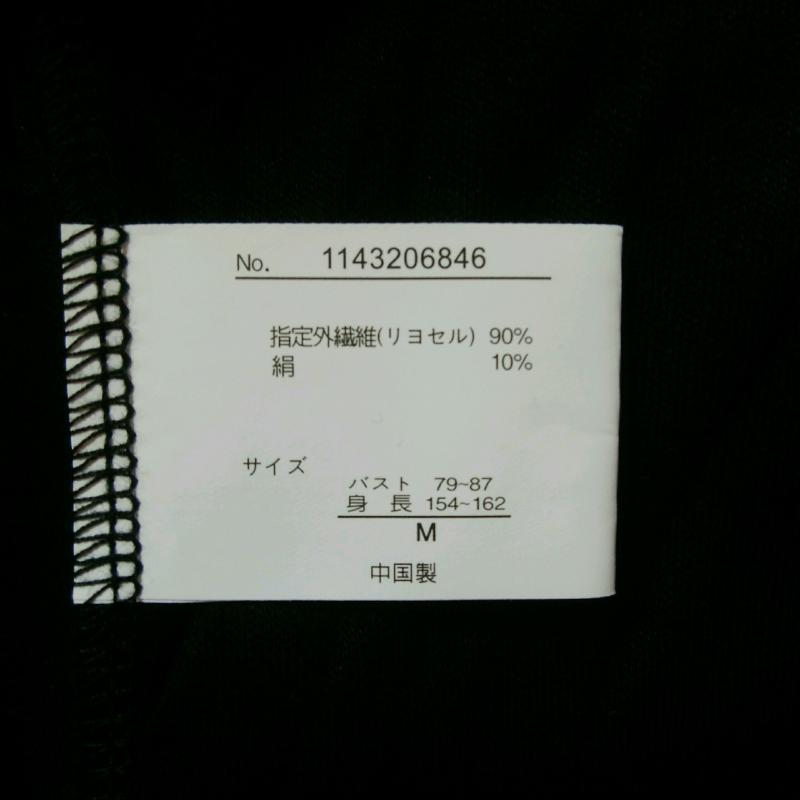 No. 1143206846
指定外繊維(リヨセル) 90%
絹 10%
サイズ
バスト 79~87
身長 154~162
M
中国製